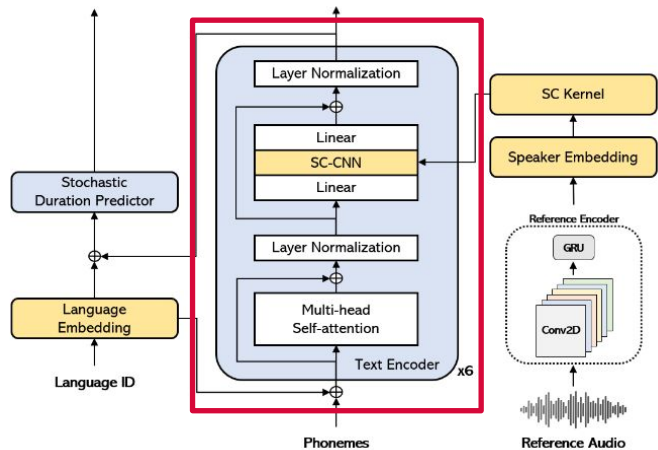 Layer Normalization
Linear
SC-CNN
Linear
Layer Normalization
Multi-head
Self-attention
Text Encoder
x6
Phonemes
Stochastic
Duration Predictor
Language
Embedding
Language ID
SC Kernel
Speaker Embedding
Reference Encoder
GRU
Conv2D
Reference Audio